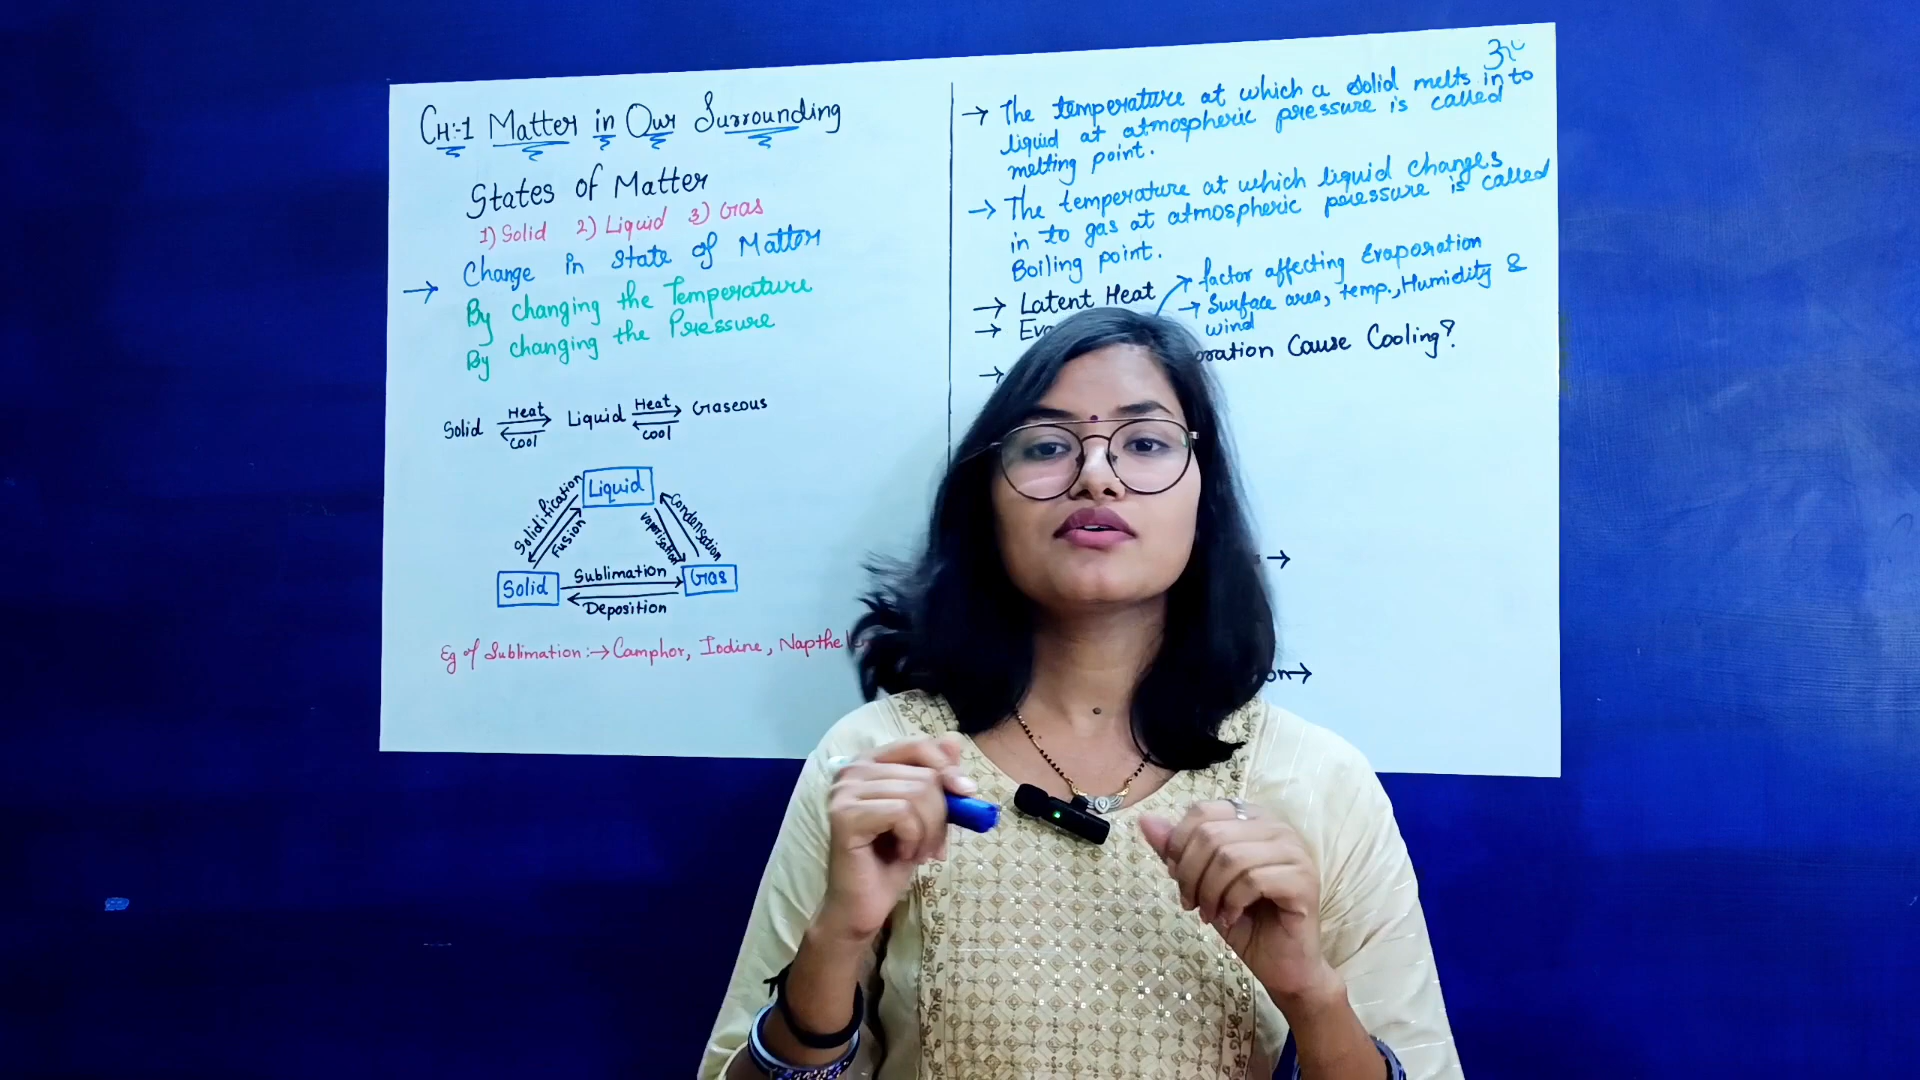 CH:-1 Matter in Our Surrounding
States of Matter
1) Solid 2) Liquid 3) Gas
→ Change in state of Matter
By changing the Temperature
By changing the Pressure
Solid Heat Cool Liquid Heat Cool Gaseous
Liquid
Solidification
Fusion
Vaporisation
Condensation
Solid
Sublimation
Gas
Deposition
Eg of Sublimation :→ Camphor, Iodine, Napthe
→ The temperature at which a solid melts in to
liquid at atmospheric pressure is called
melting point.
→ The temperature at which liquid changes
in to gas at atmospheric pressure is called
Boiling point.
→ Latent Heat
→ factor affecting Evaporation
→ Surface area, temp., Humidity &
wind
→ Eva
→ oration Cause Cooling?
→
on→